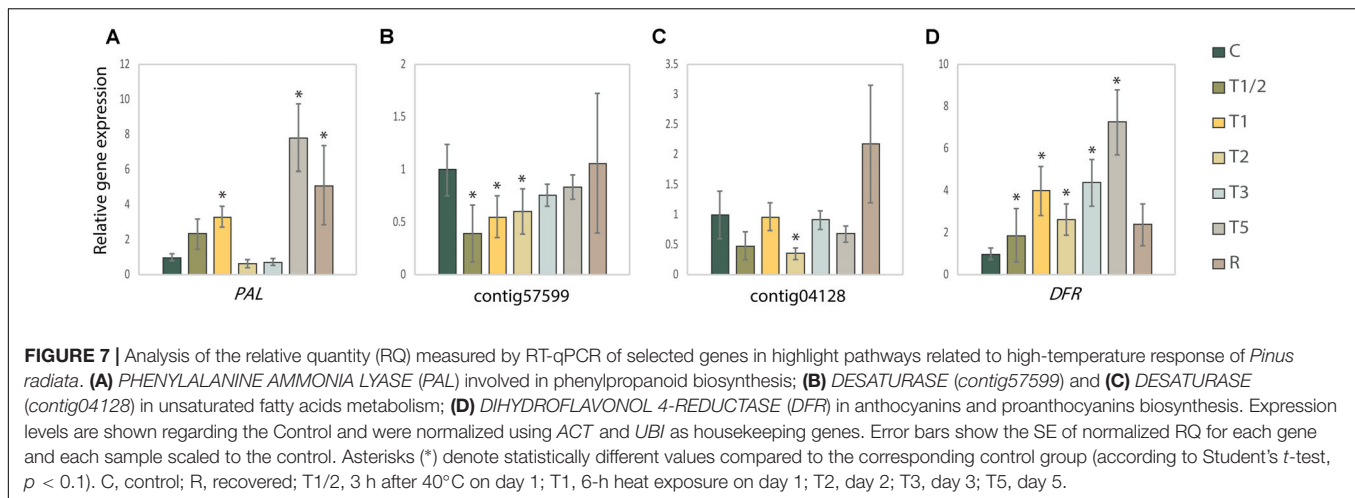 A
B
C
D
Relative gene expression
12
10
8
6
4
2
0
*
*
*
PAL
2
1.5
1
0.5
0
*
*
*
contig57599
3.5
3
2.5
2
1.5
1
0.5
0
*
contig04128
10
8
6
4
2
0
*
*
*
*
*
DFR
C
T1/2
T1
T2
T3
T5
R
FIGURE 7 | Analysis of the relative quantity (RQ) measured by RT-qPCR of selected genes in highlight pathways related to high-temperature response of Pinus
radiata. (A) PHENYLALANINE AMMONIA LYASE (PAL) involved in phenylpropanoid biosynthesis; (B) DESATURASE (contig57599) and (C) DESATURASE
(contig04128) in unsaturated fatty acids metabolism; (D) DIHYDROFLAVONOL 4-REDUCTASE (DFR) in anthocyanins and proanthocyanins biosynthesis. Expression
levels are shown regarding the Control and were normalized using ACT and UBI as housekeeping genes. Error bars show the SE of normalized RQ for each gene
and each sample scaled to the control. Asterisks (*) denote statistically different values compared to the corresponding control group (according to Student's t-test,
p < 0.1). C, control; R, recovered; T1/2, 3 h after 40°C on day 1; T1, 6-h heat exposure on day 1; T2, day 2; T3, day 3; T5, day 5.